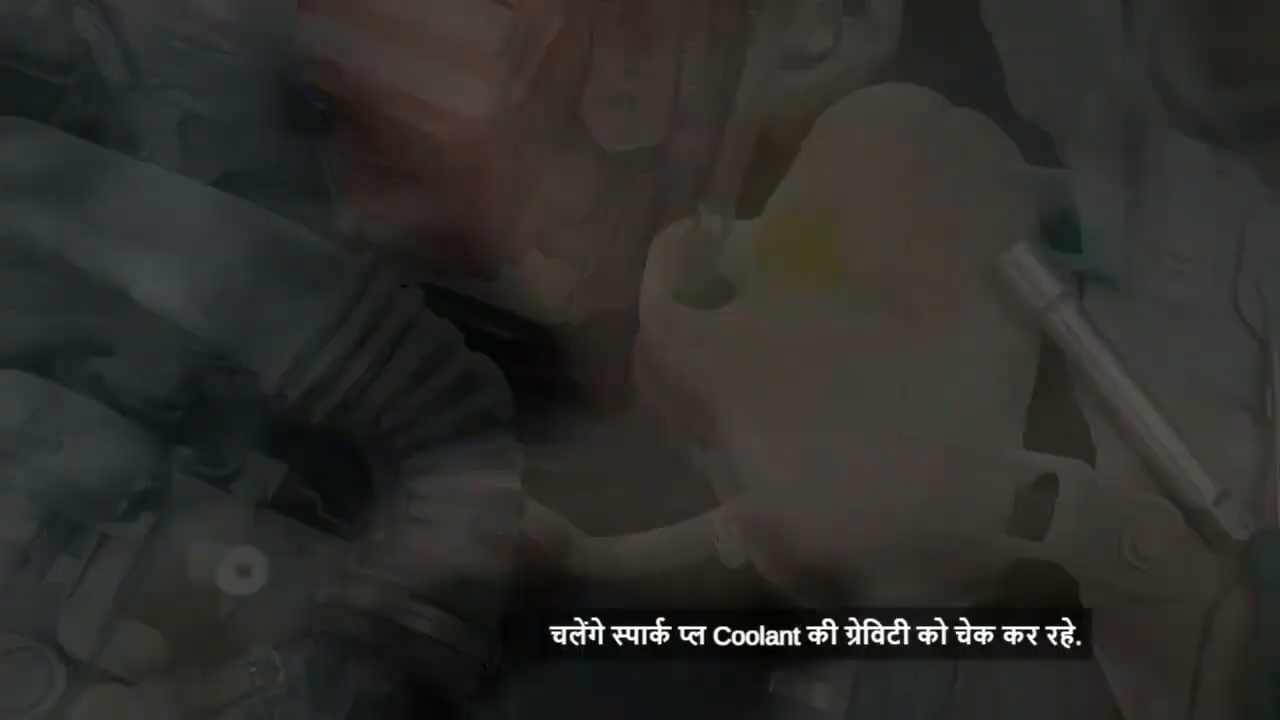 चलेंगे स्पार्क प्ल Coolant की ग्रेविटी को चेक कर रहे.